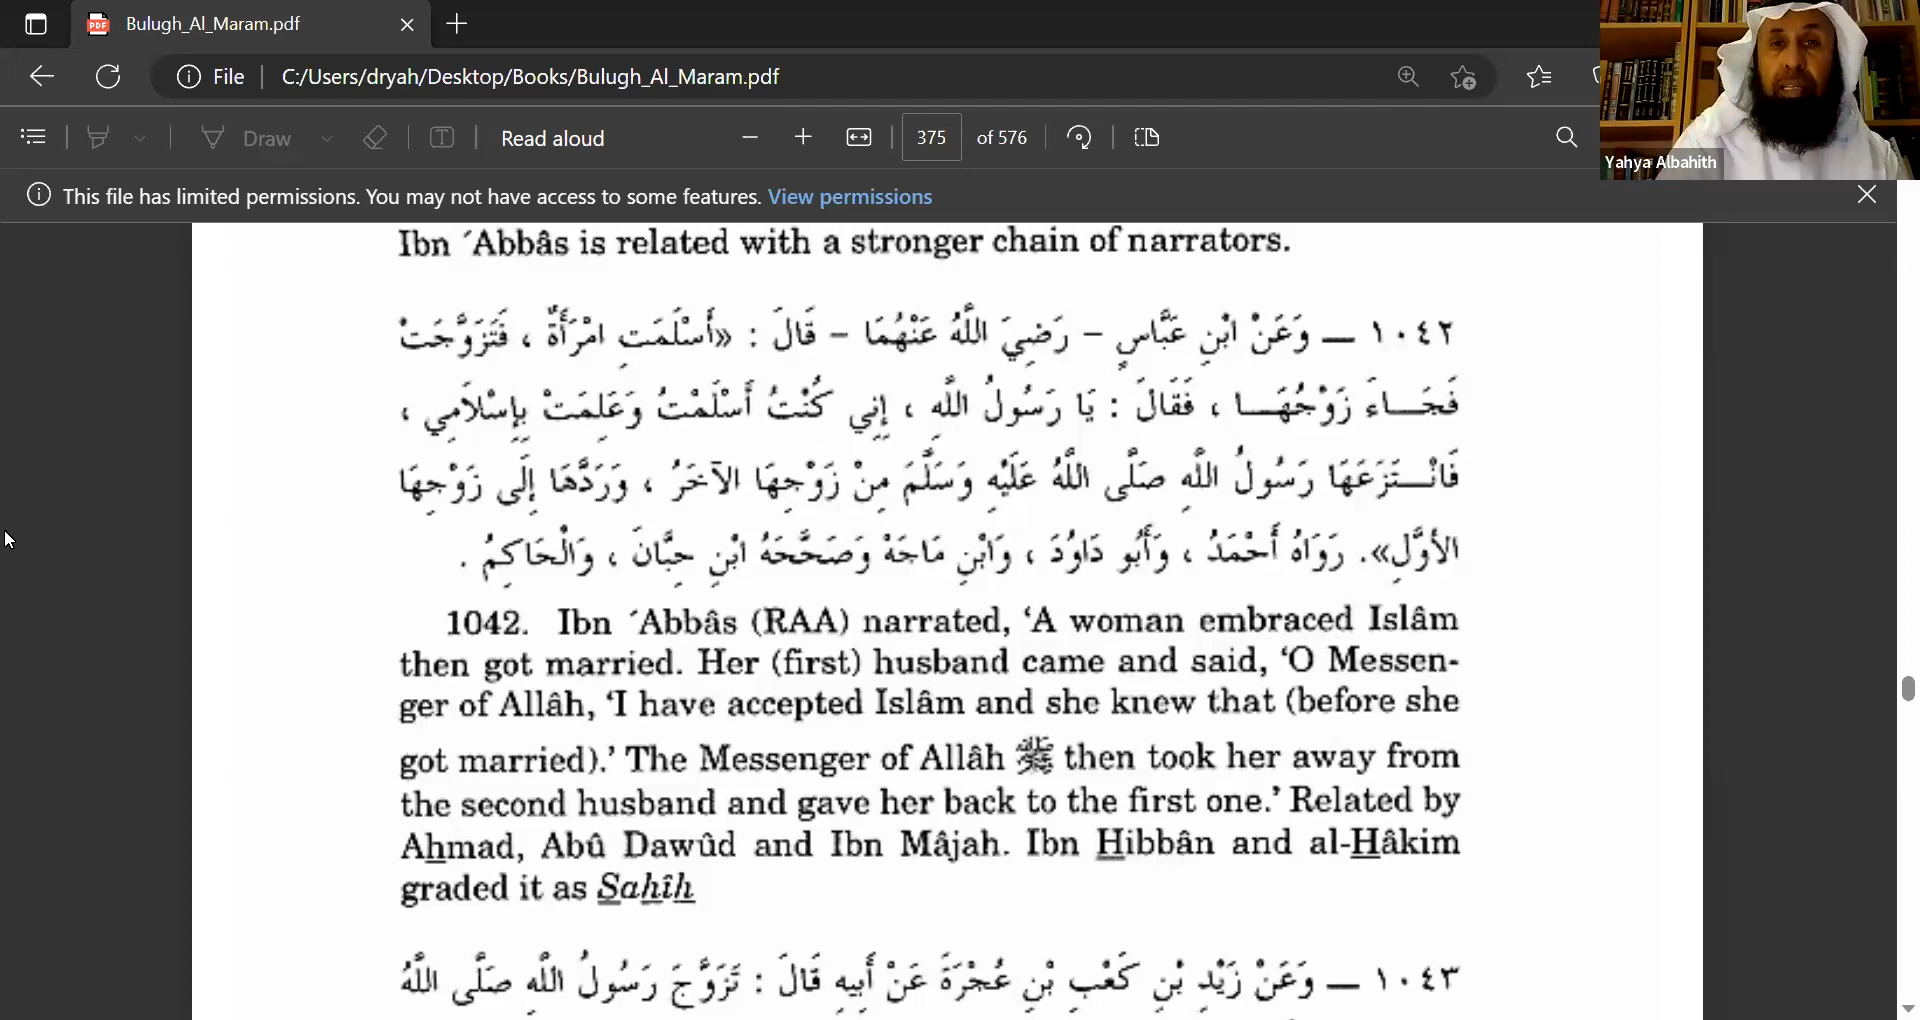 Bulugh_Al_Maram.pdf
File
C:/Users/dryah/Desktop/Books/Bulugh_Al_Maram.pdf
Draw
Read aloud
375 of 576
Yahya Albahith
This file has limited permissions. You may not have access to some features. View permissions
Ibn ´Abbâs is related with a stronger chain of narrators.
١٠٤٢ — وَعَنْ ابْنِ عَبَّاسٍ – رَضِيَ اللَّهُ عَنْهُمَا – قَالَ : «أَسْلَمَتِ امْرَأَةٌ ، فَتَزَوَّجَتْ
فَجَـــاءَ زَوْجُهَـــا ، فَقَالَ : يَا رَسُولُ اللَّهِ ، إِنِي كُنْتُ أَسْلَمْتُ وَعَلِمَتْ بِإِسْلاَمِي ،
فَانْـــتَزَعَهَا رَسُولُ اللَّهِ صَلَّى اللَّهُ عَلَيْهِ وَسَلَّمَ مِنْ زَوْجِهَا الآخَرُ ، وَرَدَّهَا إِلَى زَوْجِهَا
الأَوَّلِ». رَوَاهُ أَحْمَدُ ، وَأَبُو دَاوُدَ ، وَابْنِ مَاجَهْ وَصَحَّحَهُ ابْنِ حِبَّانَ ، وَالْحَاكِمُ .
1042. Ibn ´Abbâs (RAA) narrated, ‘A woman embraced Islâm
then got married. Her (first) husband came and said, ‘O Messen-
ger of Allâh, ‘I have accepted Islâm and she knew that (before she
got married).’ The Messenger of Allâh ﷺ then took her away from
the second husband and gave her back to the first one.’ Related by
Ahmad, Abû Dawûd and Ibn Mâjah. Ibn Hibbân and al-Hâkim
graded it as Sahîh
١٠٤٣ — وَعَنْ زَيْدِ بْنِ كَعْبِ بْنِ عُجْرَةَ عَنْ أَبِيهِ قَالَ : تَزَوَّجَ رَسُولُ اللَّهِ صَلَّى اللَّهُ